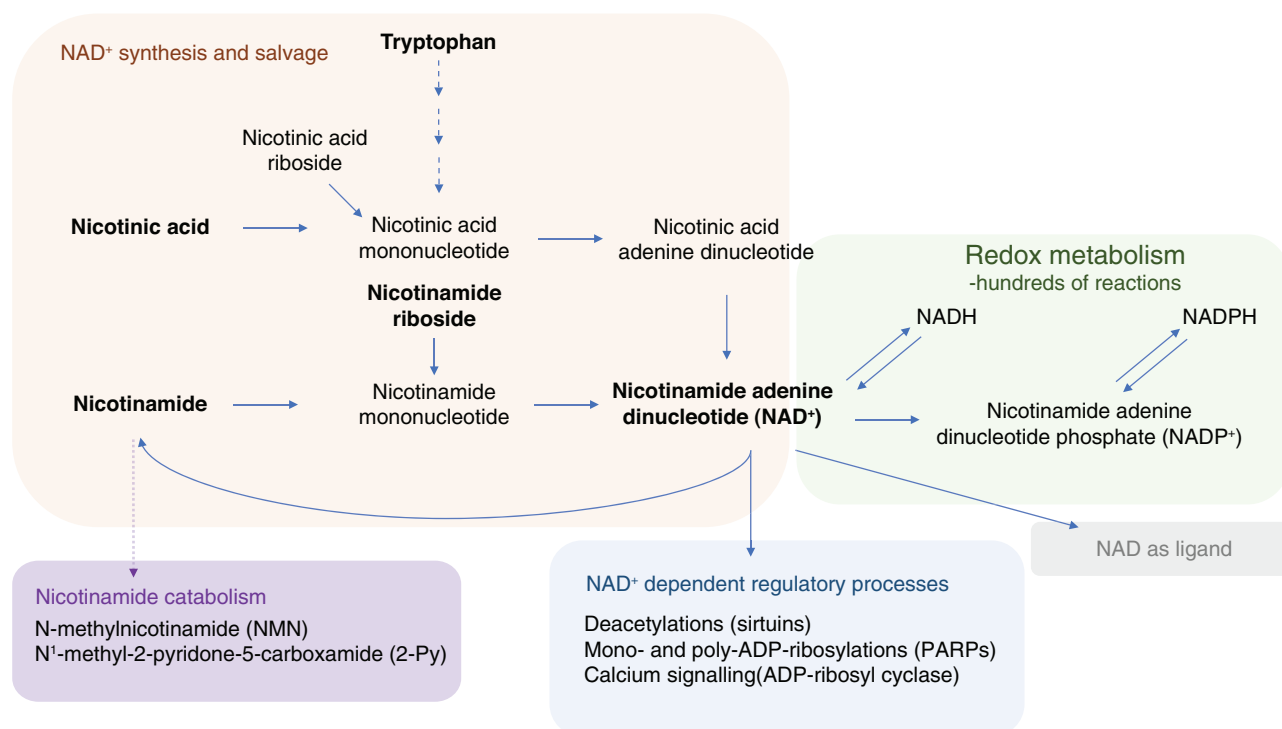 NAD⁺ synthesis and salvage
Tryptophan
Nicotinic acid
riboside
Nicotinic acid
Nicotinic acid
mononucleotide
Nicotinic acid
adenine dinucleotide
Nicotinamide
riboside
Nicotinamide
Nicotinamide
mononucleotide
Nicotinamide adenine
dinucleotide (NAD⁺)
Redox metabolism
-hundreds of reactions
NADH
NADPH
Nicotinamide adenine
dinucleotide phosphate (NADP⁺)
NAD as ligand
Nicotinamide catabolism
N-methylnicotinamide (NMN)
N¹-methyl-2-pyridone-5-carboxamide (2-Py)
NAD⁺ dependent regulatory processes
Deacetylations (sirtuins)
Mono- and poly-ADP-ribosylations (PARPs)
Calcium signalling(ADP-ribosyl cyclase)